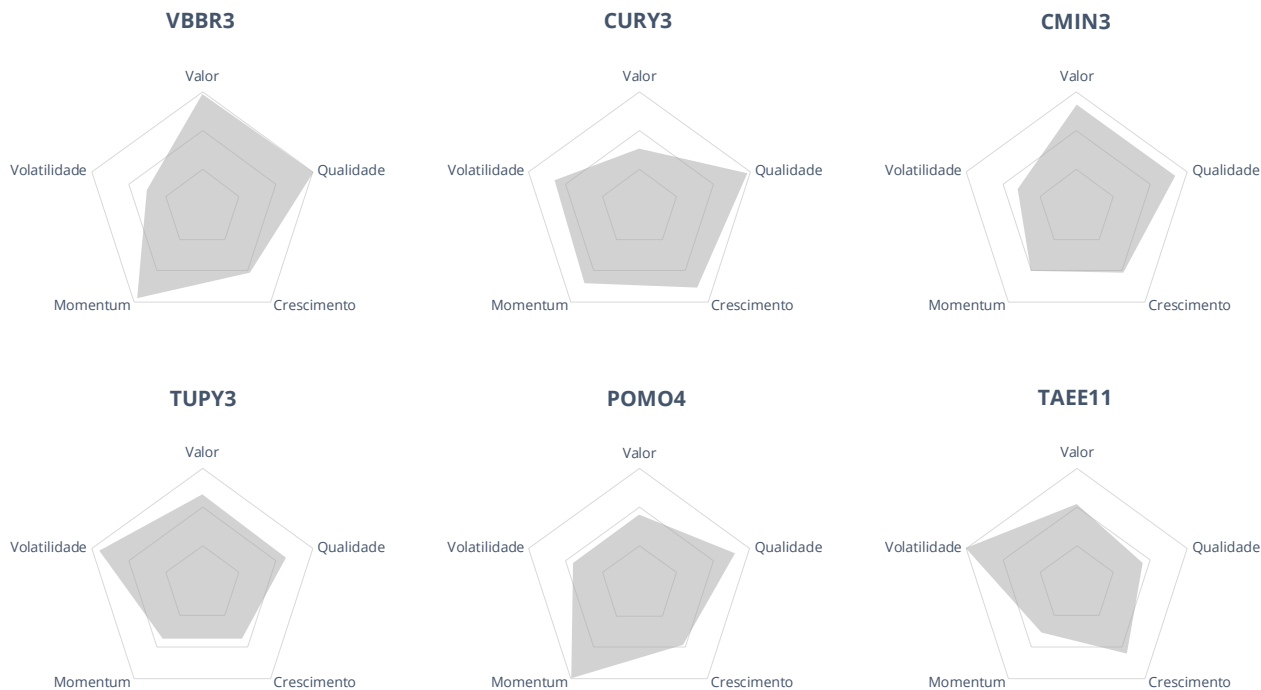 VBBR3
CURY3
CMIN3
Valor
Valor
Valor
Volatilidade
Qualidade
Volatilidade
Qualidade
Volatilidade
Qualidade
Momentum
Crescimento
Momentum
Crescimento
Momentum
Crescimento
TUPY3
POMO4
TAEE11
Valor
Valor
Valor
Volatilidade
Qualidade
Volatilidade
Qualidade
Volatilidade
Qualidade
Momentum
Crescimento
Momentum
Crescimento
Momentum
Crescimento